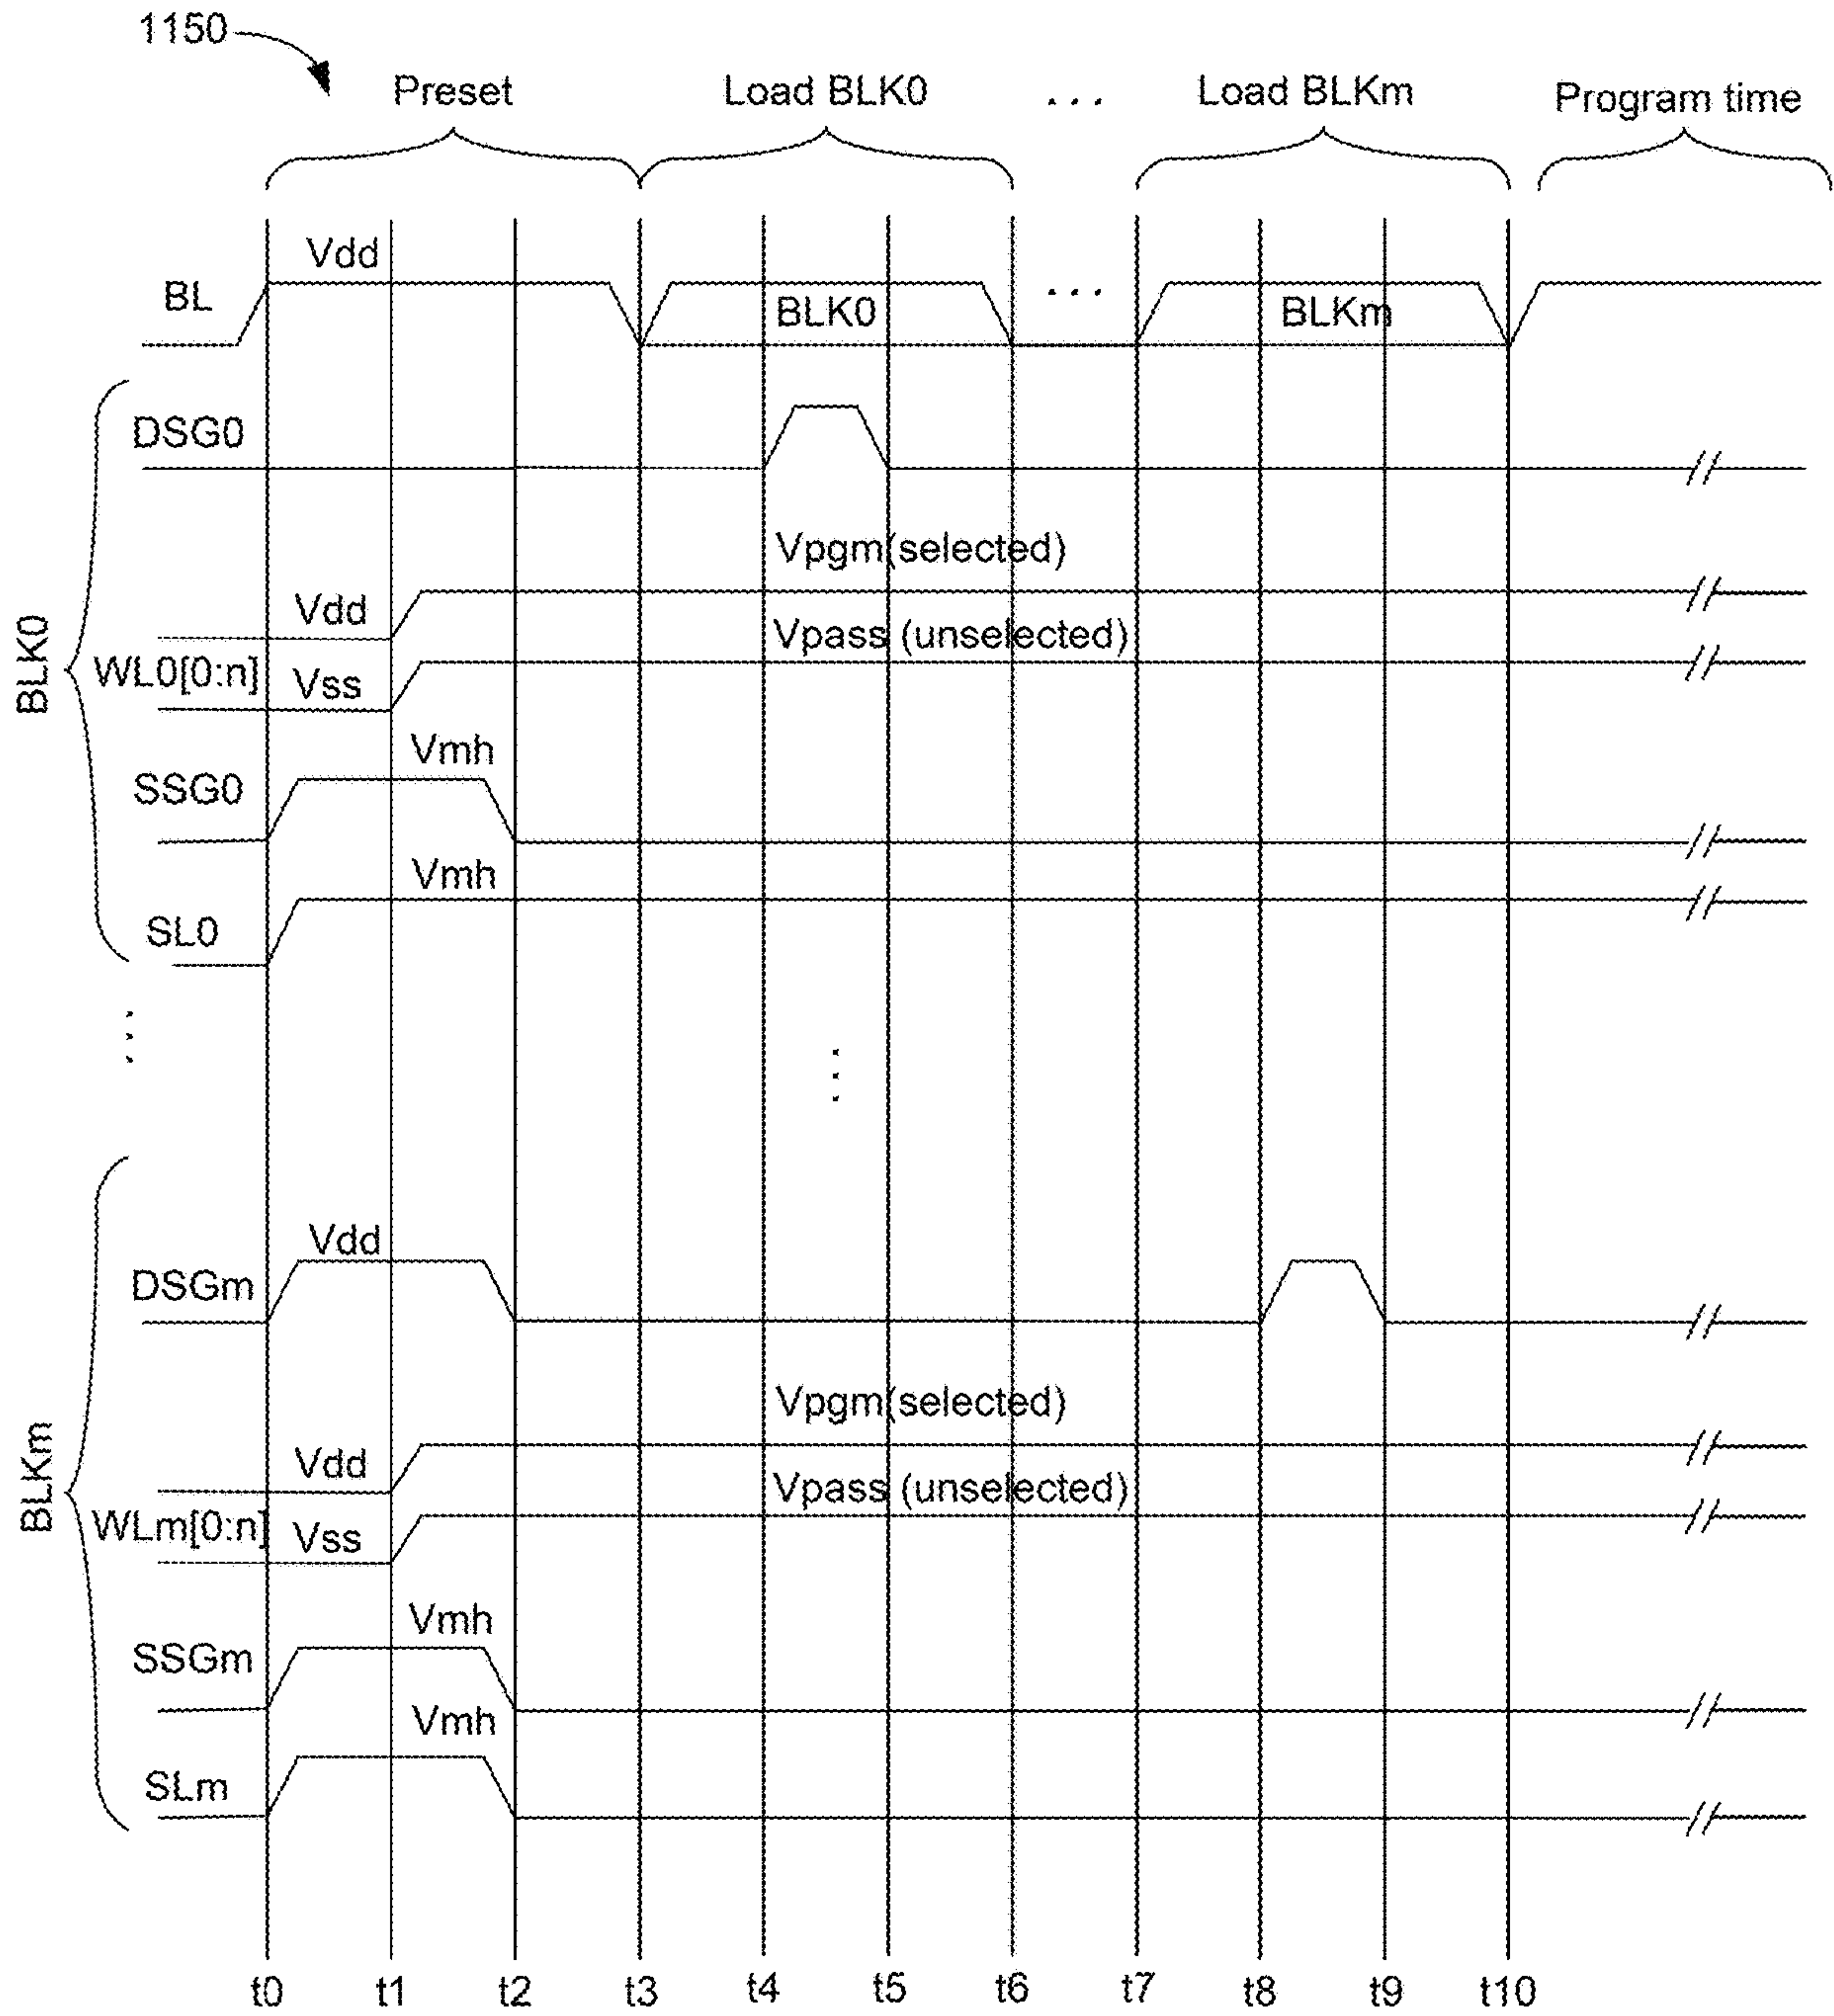 1150
Preset
Load BLK0
. . .
Load BLKm
Program time
Vdd
BL
BLK0
. . .
BLKm
DSG0
Vpgm(selected)
Vdd
Vpass (unselected)
WL0[0:n]
Vss
BLK0
Vmh
SSG0
Vmh
SL0
Vdd
DSGm
Vpgm(selected)
Vdd
Vpass (unselected)
WLm[0:n]
Vss
BLKm
Vmh
SSGm
Vmh
SLm
t0 t1 t2 t3 t4 t5 t6 t7 t8 t9 t10